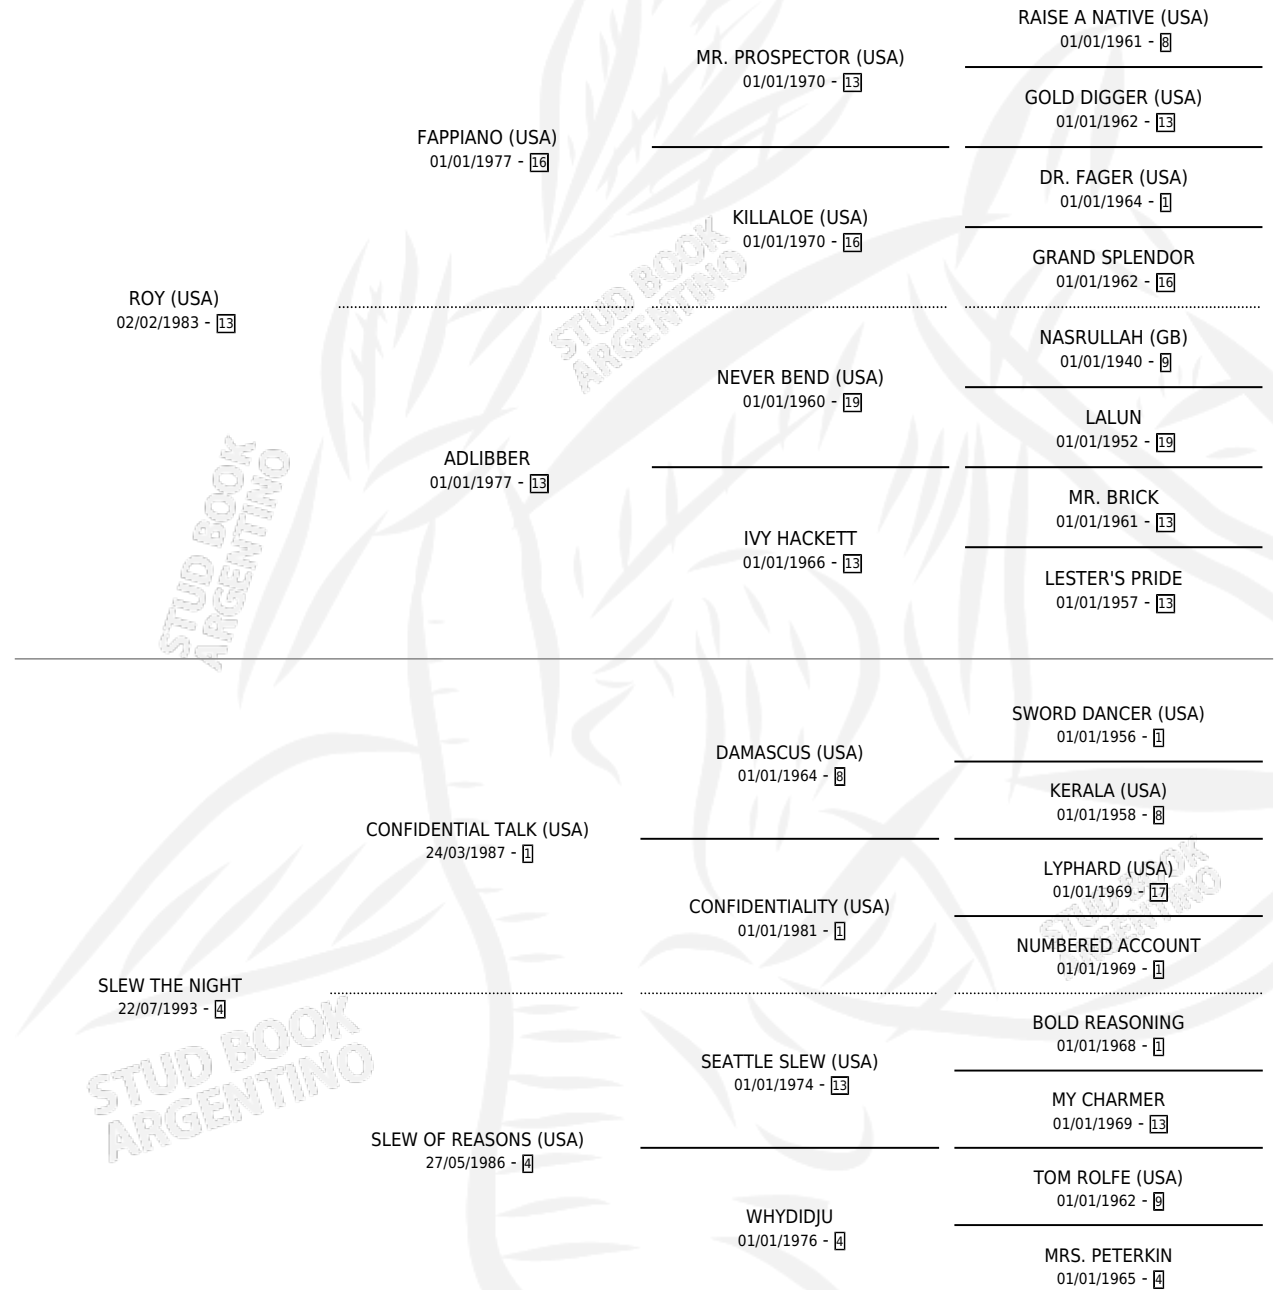 RAISE A NATIVE (USA)
01/01/1961 - 8
MR. PROSPECTOR (USA)
01/01/1970 - 13
GOLD DIGGER (USA)
01/01/1962 - 13
FAPPIANO (USA)
01/01/1977 - 16
DR. FAGER (USA)
01/01/1964 - 1
KILLALOE (USA)
01/01/1970 - 16
GRAND SPLENDOR
01/01/1962 - 16
ROY (USA)
02/02/1983 - 13
STUD BOOK
ARGENTINO
NASRULLAH (GB)
01/01/1940 - 9
NEVER BEND (USA)
01/01/1960 - 19
LALUN
01/01/1952 - 19
ADLIBBER
01/01/1977 - 13
MR. BRICK
01/01/1961 - 13
IVY HACKETT
01/01/1966 - 13
LESTER'S PRIDE
01/01/1957 - 13
STUD BOOK
ARGENTINO
SWORD DANCER (USA)
01/01/1956 - 1
DAMASCUS (USA)
01/01/1964 - 8
KERALA (USA)
01/01/1958 - 8
CONFIDENTIAL TALK (USA)
24/03/1987 - 1
LYPHARD (USA)
01/01/1969 - 17
CONFIDENTIALITY (USA)
01/01/1981 - 1
STUD BOOK
ARGENTINO
NUMBERED ACCOUNT
01/01/1969 - 1
SLEW THE NIGHT
22/07/1993 - 4
BOLD REASONING
01/01/1968 - 1
SEATTLE SLEW (USA)
01/01/1974 - 13
STUD BOOK
ARGENTINO
MY CHARMER
01/01/1969 - 13
SLEW OF REASONS (USA)
27/05/1986 - 4
TOM ROLFE (USA)
01/01/1962 - 9
WHYDIDJU
01/01/1976 - 4
MRS. PETERKIN
01/01/1965 - 4